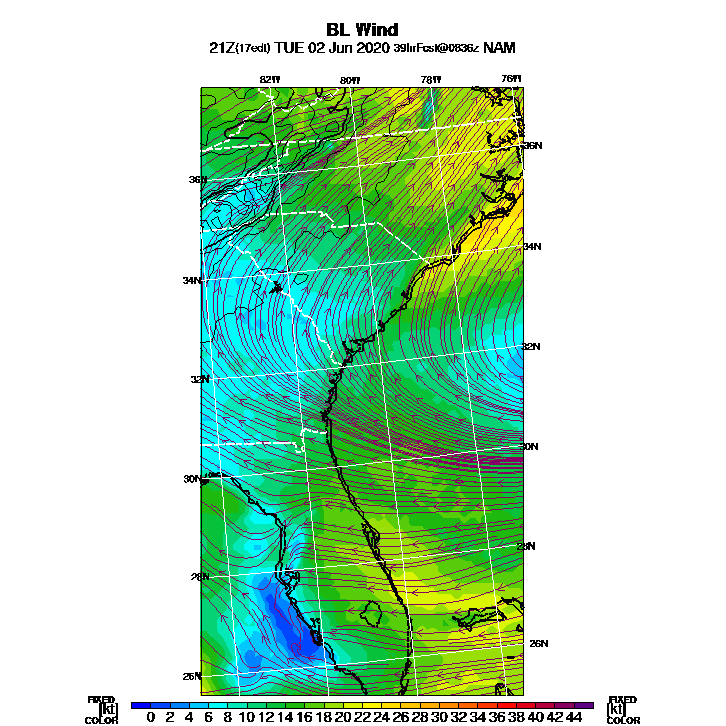 BL Wind
21Z(17edt) TUE 02 Jun 2020 39hrFcst@0836z NAM
82W 80W 78W 76W
36N
36N
34N
34N
32N
32N
30N
30N
28N
28N
26N
26N
FIXED FIXED
[kt] [kt]
COLOR COLOR
0 2 4 6 8 10 12 14 16 18 20 22 24 26 28 30 32 34 36 38 40 42 44